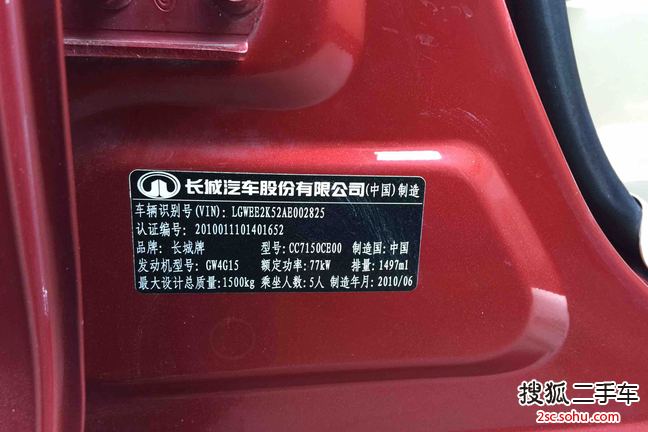 长城汽车股份有限公司(中国)制造
车辆识别号(VIN): LGWEE2K52AE002825
认证编号: 2010011101401652
品牌: 长城牌 型号: CC7150CE00 制造国: 中国
发动机型号: GW4G15 额定功率: 77kW 排量: 1497ml
最大设计总质量: 1500kg 乘坐人数: 5人 制造年月: 2010/06
搜狐二手车
2sc.sohu.com